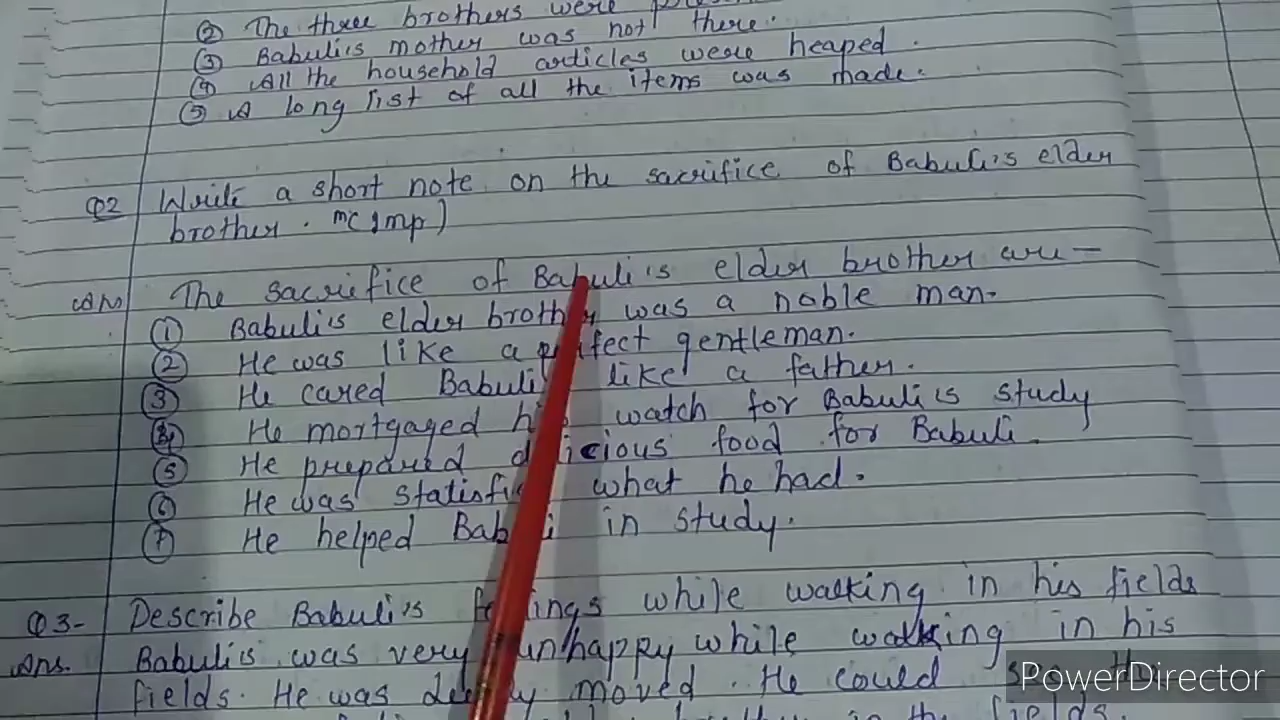 ② The three brothers were
③ Babuli's mother was not there.
④ All the household articles were heaped.
⑤ A long list of all the items was made.
Q2 Write a short note on the sacrifice of Babuli's elder
brother. (Imp)
Ans The sacrifice of Babuli's elder brother are—
① Babuli's elder brother was a noble man.
② He was like a perfect gentleman.
③ He cared Babuli like a father.
④ He mortgaged his watch for Babuli's study
⑤ He prepared delicious food for Babuli.
⑥ He was statisfied what he had.
⑦ He helped Babuli in study.
Q3- Describe Babuli's feelings while walking in his fields
Ans. Babuli's was very unhappy while walking in his
fields. He was deeply moved. He could see the
in the fields.
PowerDirector